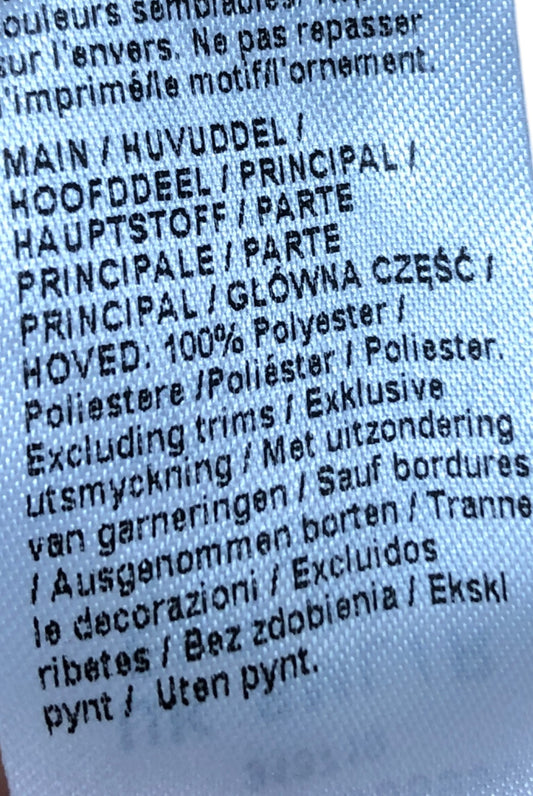 ouleurs semblables.
sur l'envers. Ne pas repasser
l'imprimé/le motif/l'ornement.
MAIN / HUVUDDEL /
HOOFDDEEL / PRINCIPAL /
HAUPTSTOFF / PARTE
PRINCIPALE / PARTE
PRINCIPAL / GŁÓWNA CZĘŚĆ /
HOVED: 100% Polyester /
Poliestere /Poliéster / Poliester.
Excluding trims / Exklusive
utsmyckning / Met uitzondering
van garneringen / Sauf bordures
/ Ausgenommen borten / Tranne
le decorazioni / Excluidos
ribetes / Bez zdobienia / Ekskl
pynt / Uten pynt.